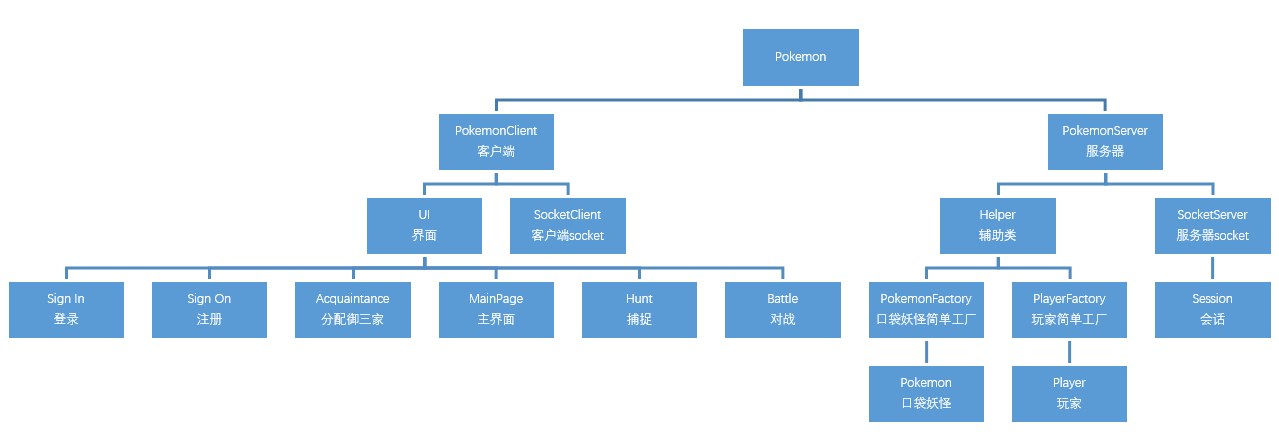 Pokemon
PokemonClient
客户端
PokemonServer
服务器
UI
界面
SocketClient
客户端socket
Helper
辅助类
SocketServer
服务器socket
Sign In
登录
Sign On
注册
Acquaintance
分配御三家
MainPage
主界面
Hunt
捕捉
Battle
对战
PokemonFactory
口袋妖怪简单工厂
PlayerFactory
玩家简单工厂
Session
会话
Pokemon
口袋妖怪
Player
玩家